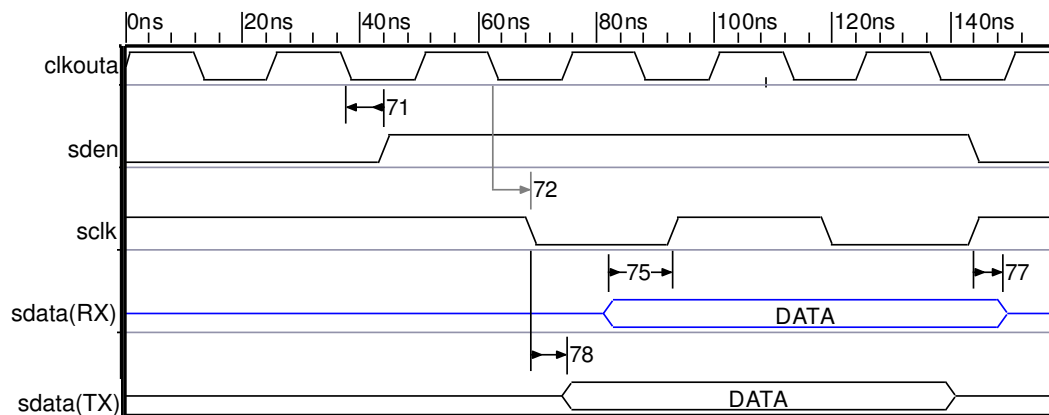 0ns 20ns 40ns 60ns 80ns 100ns 120ns 140ns
clkouta
71
sden
72
sclk
75 77
sdata(RX) DATA
78
sdata(TX) DATA